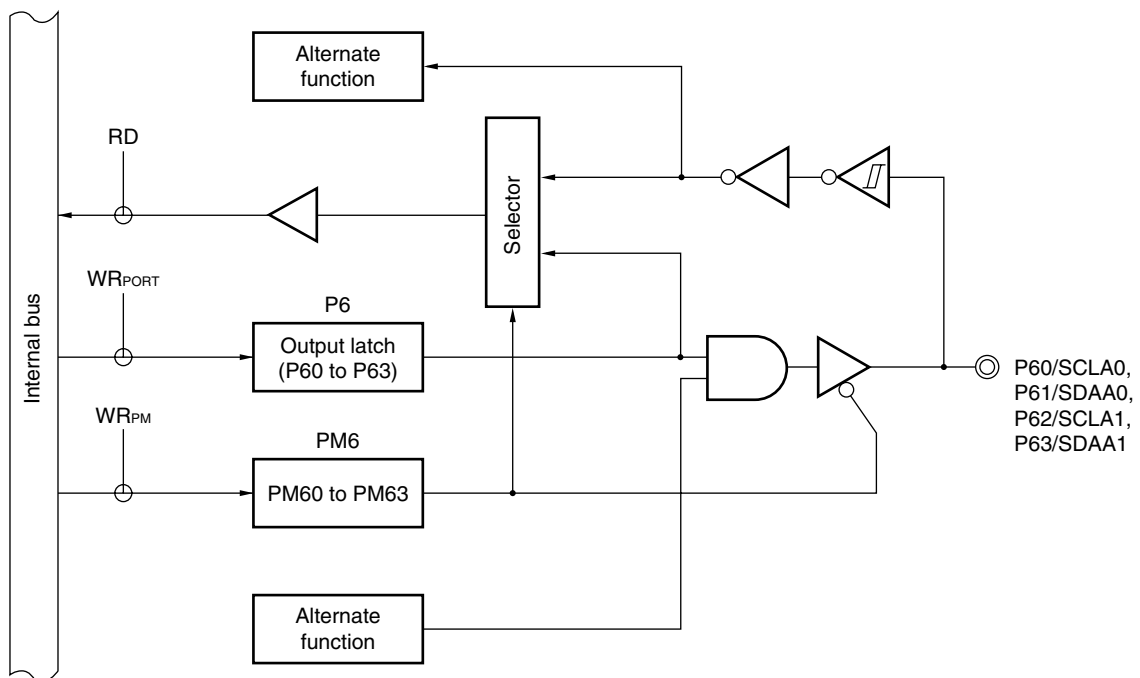 Alternate
function
RD
Selector
WRPORT
P6
Internal bus
Output latch
(P60 to P63)
P60/SCLA0,
P61/SDAA0,
P62/SCLA1,
P63/SDAA1
WRPM
PM6
PM60 to PM63
Alternate
function